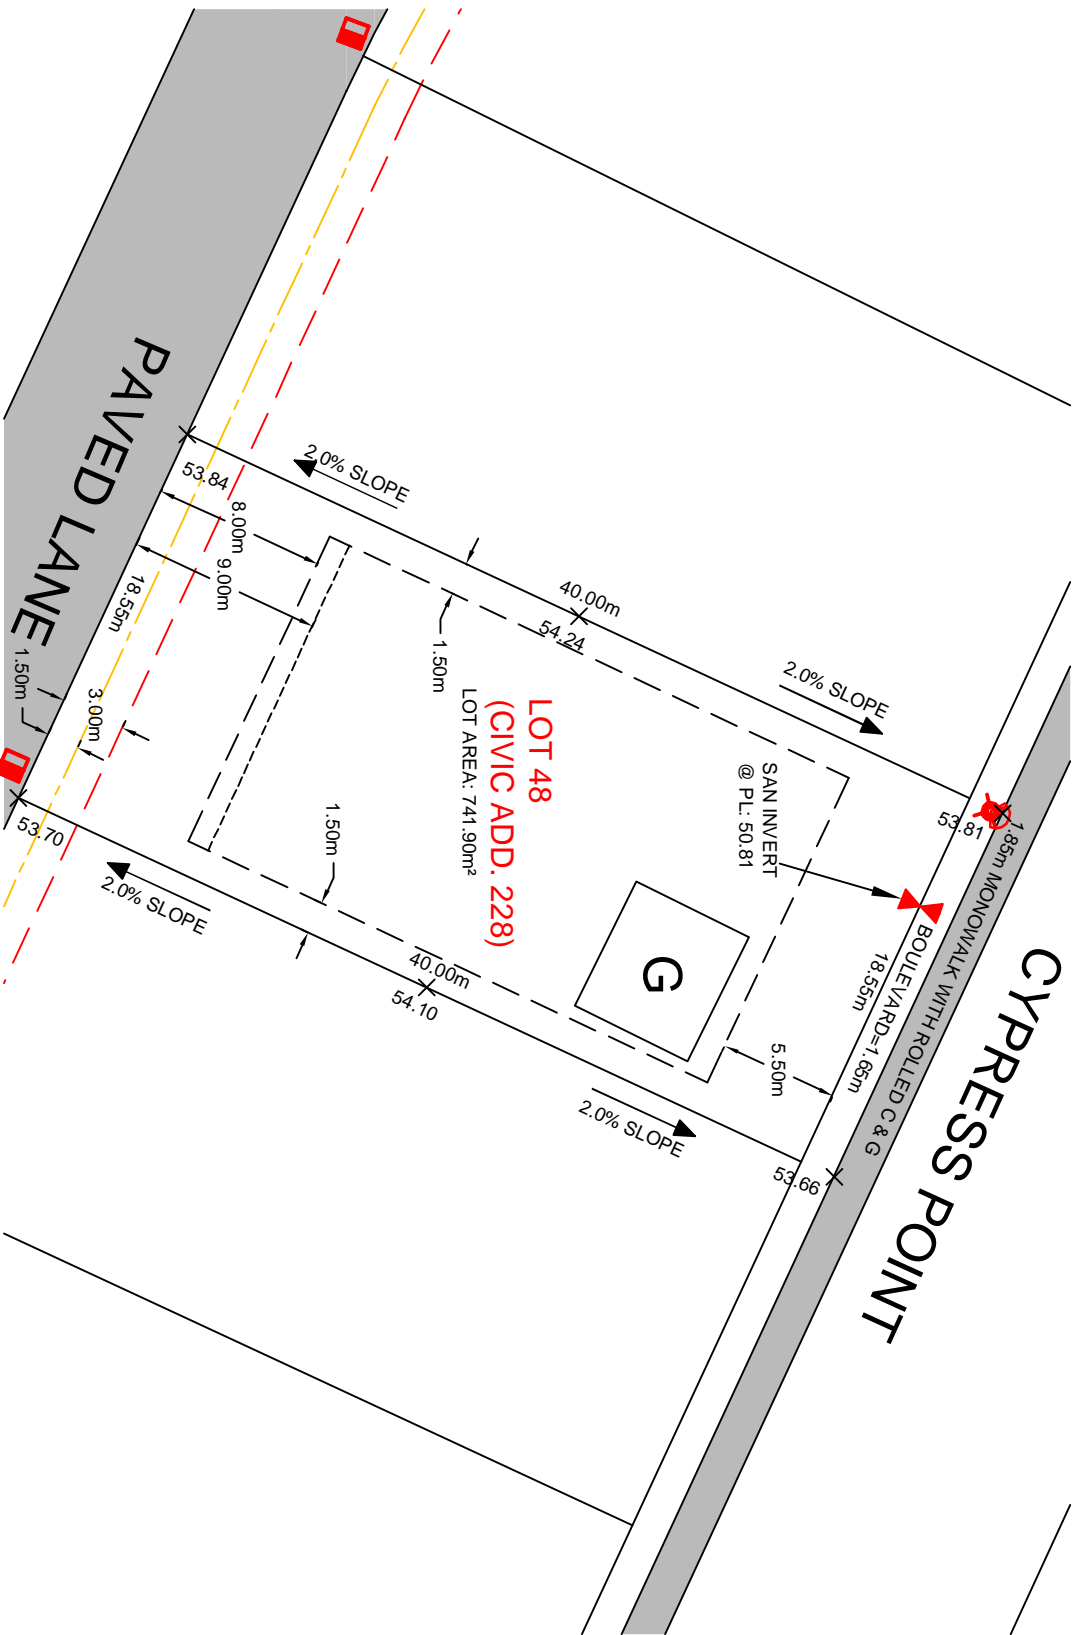 CYPRESS POINT
1.85m MONOWALK WITH ROLLED C & G
BOULEVARD=1.65m
18.55m
53.81
53.66
SAN INVERT
@ PL: 50.81
5.50m
2.0% SLOPE
2.0% SLOPE
G
40.00m
54.24
LOT 48
(CIVIC ADD. 228)
LOT AREA: 741.90m²
40.00m
54.10
1.50m
1.50m
2.0% SLOPE
2.0% SLOPE
8.00m
9.00m
53.84
18.55m
3.00m
1.50m
53.70
PAVED LANE